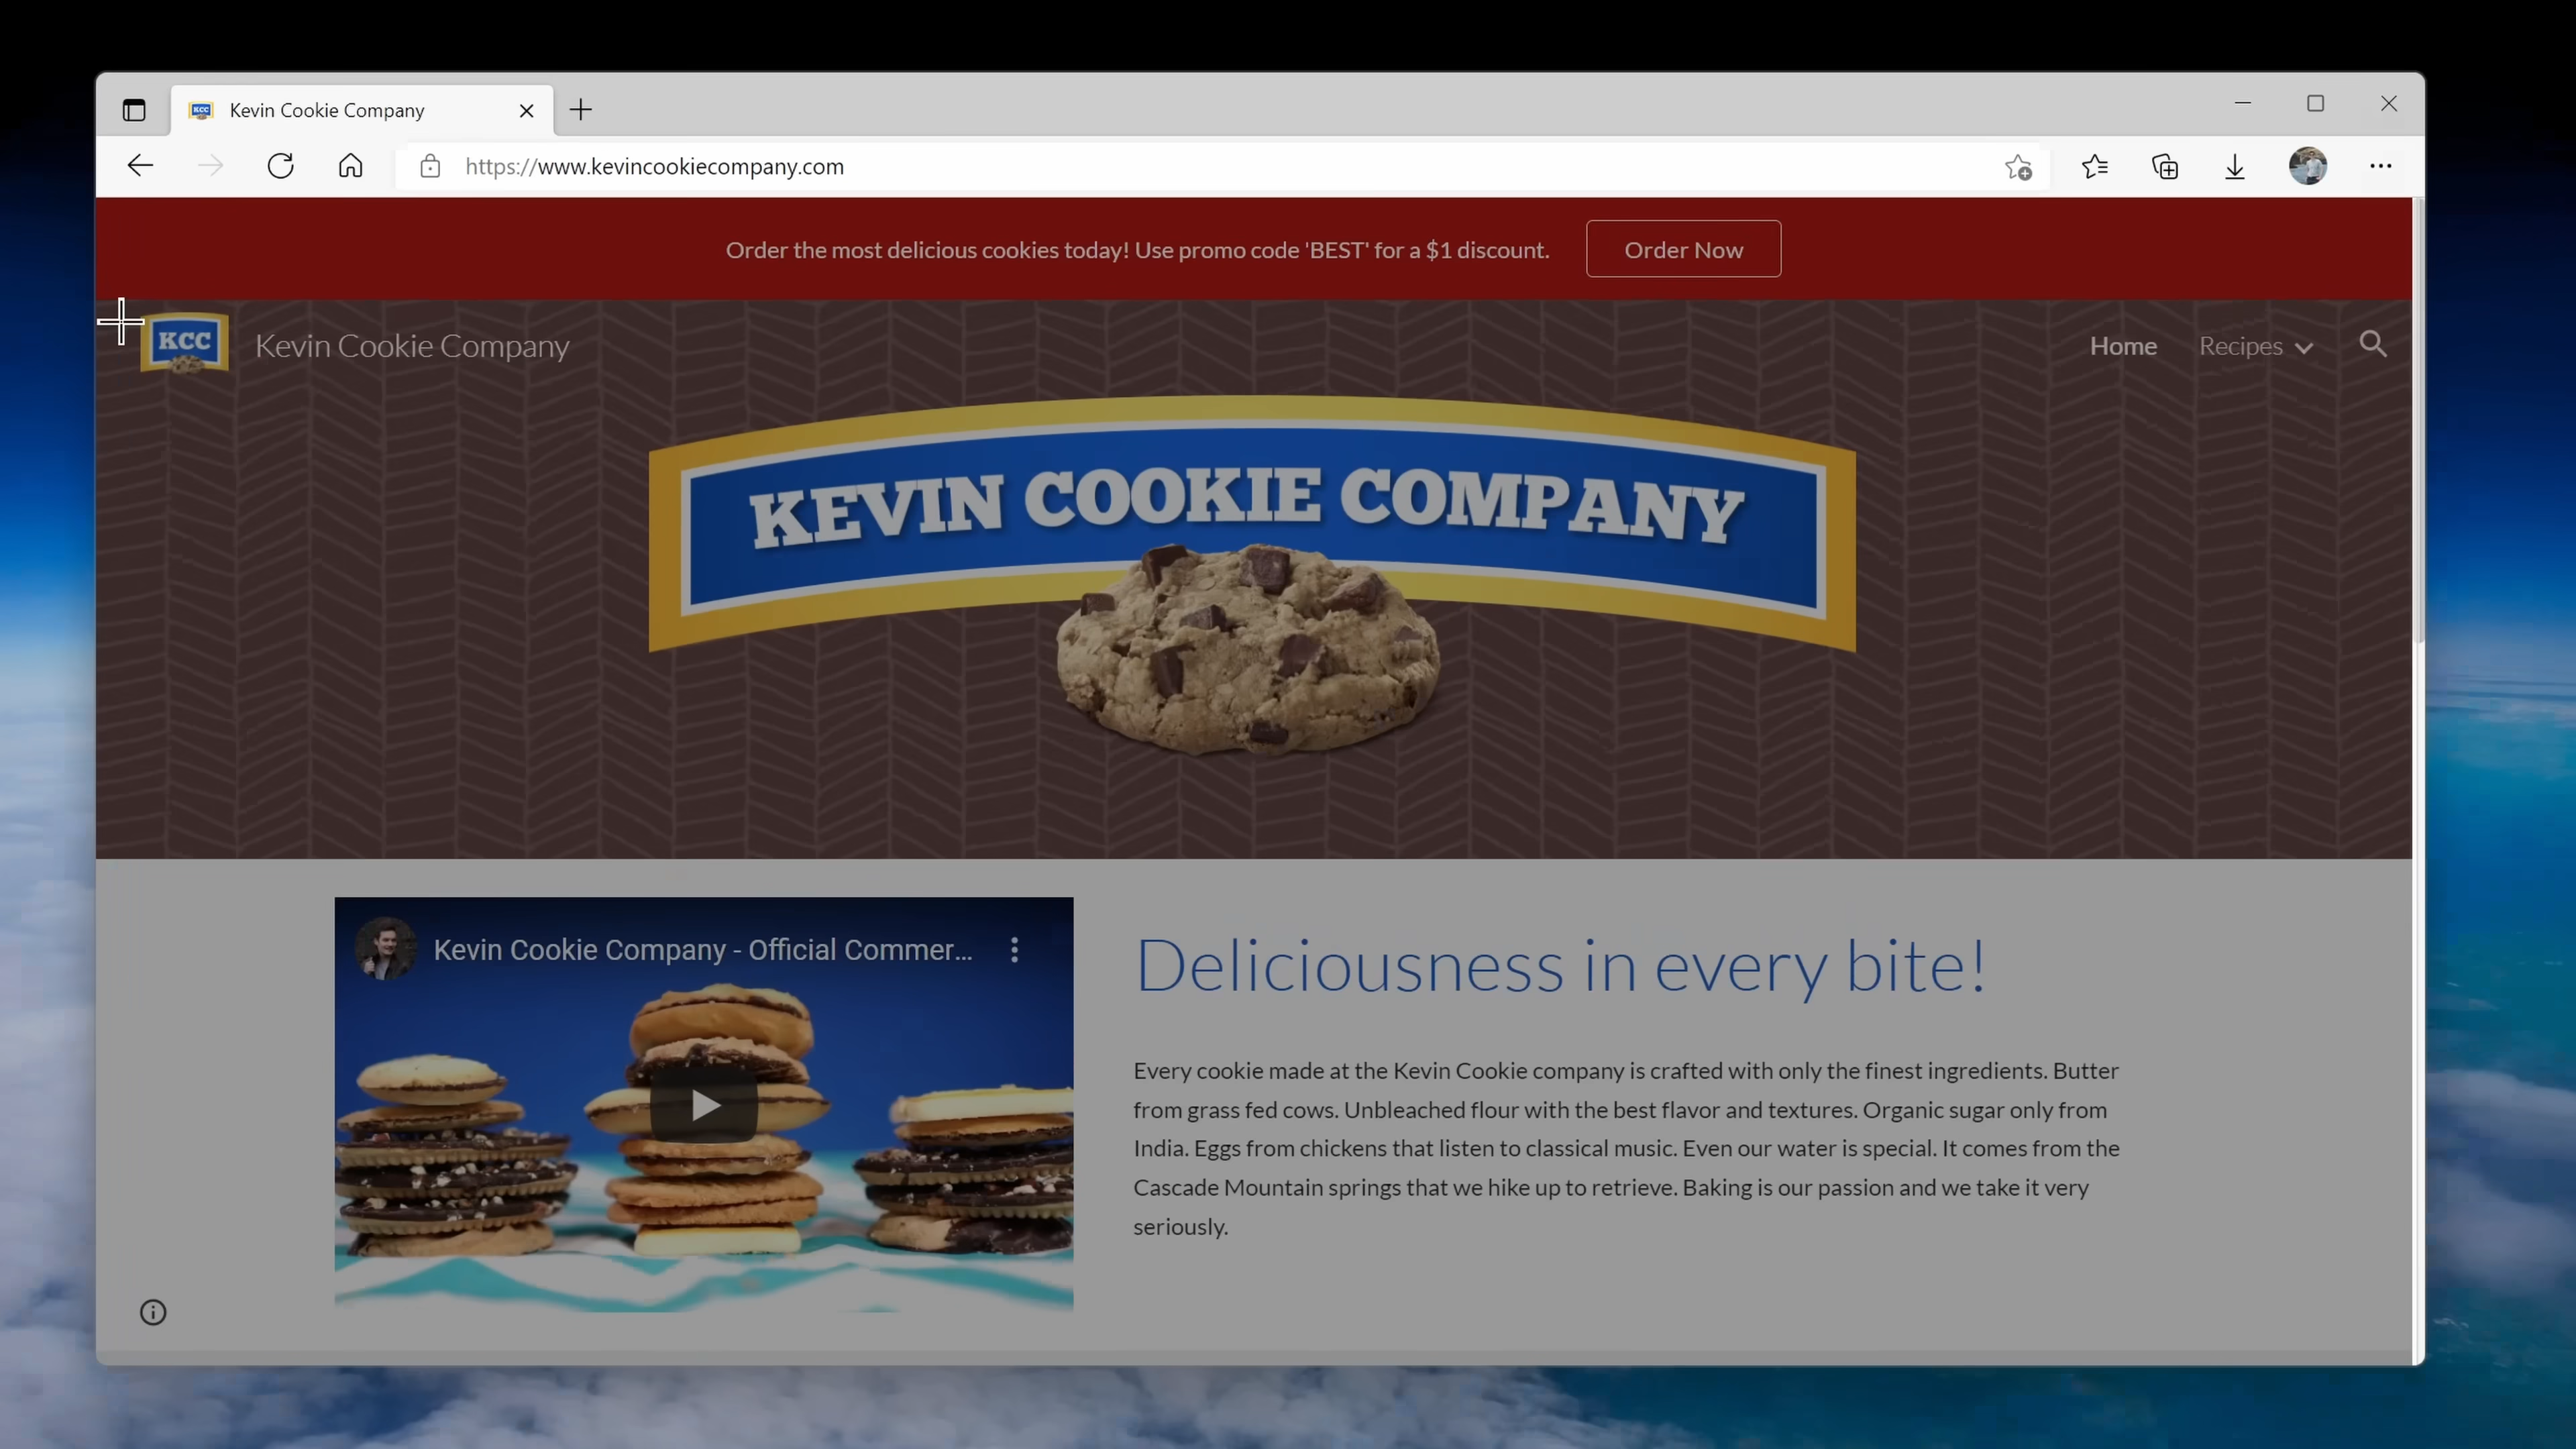 Kevin Cookie Company
https://www.kevincookiecompany.com
Order the most delicious cookies today! Use promo code 'BEST' for a $1 discount.
Order Now
KCC
Kevin Cookie Company
Home
Recipes
KEVIN COOKIE COMPANY
Kevin Cookie Company - Official Commer...
Deliciousness in every bite!
Every cookie made at the Kevin Cookie company is crafted with only the finest ingredients. Butter
from grass fed cows. Unbleached flour with the best flavor and textures. Organic sugar only from
India. Eggs from chickens that listen to classical music. Even our water is special. It comes from the
Cascade Mountain springs that we hike up to retrieve. Baking is our passion and we take it very
seriously.